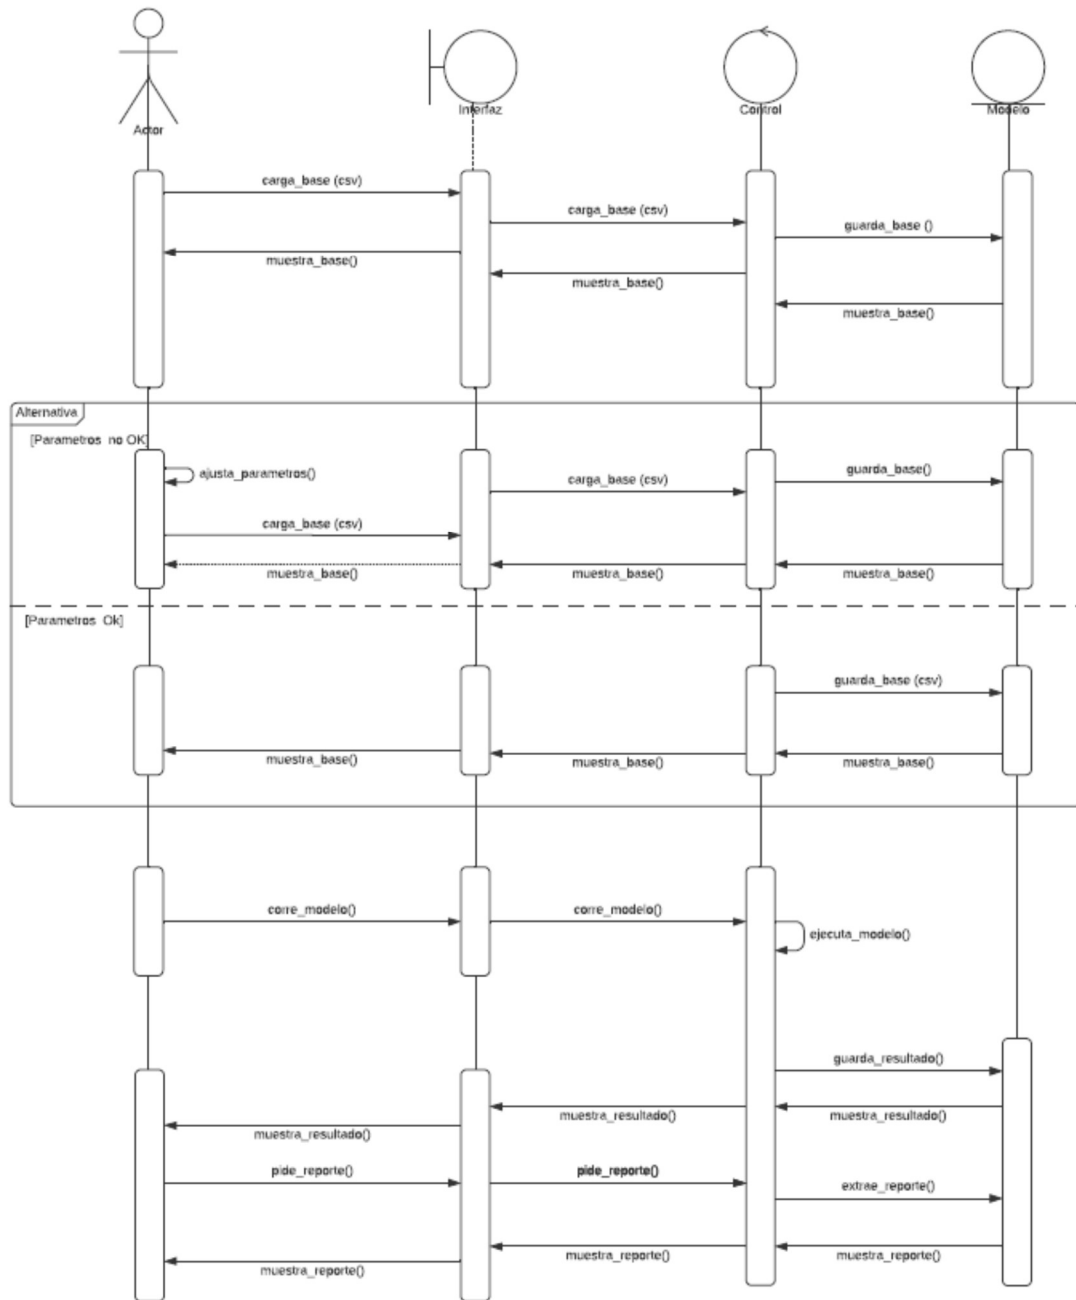 Actor
Interfaz
Control
Modelo
carga_base (csv)
carga_base (csv)
guarda_base ()
muestra_base()
muestra_base()
muestra_base()
Alternativa
[Parametros no OK]
ajusta_parametros()
carga_base (csv)
guarda_base()
carga_base (csv)
muestra_base()
muestra_base()
muestra_base()
[Parametros Ok]
guarda_base (csv)
muestra_base()
muestra_base()
muestra_base()
corre_modelo()
corre_modelo()
ejecuta_modelo()
guarda_resultado()
muestra_resultado()
muestra_resultado()
muestra_resultado()
pide_reporte()
pide_reporte()
extrae_reporte()
muestra_reporte()
muestra_reporte()
muestra_reporte()